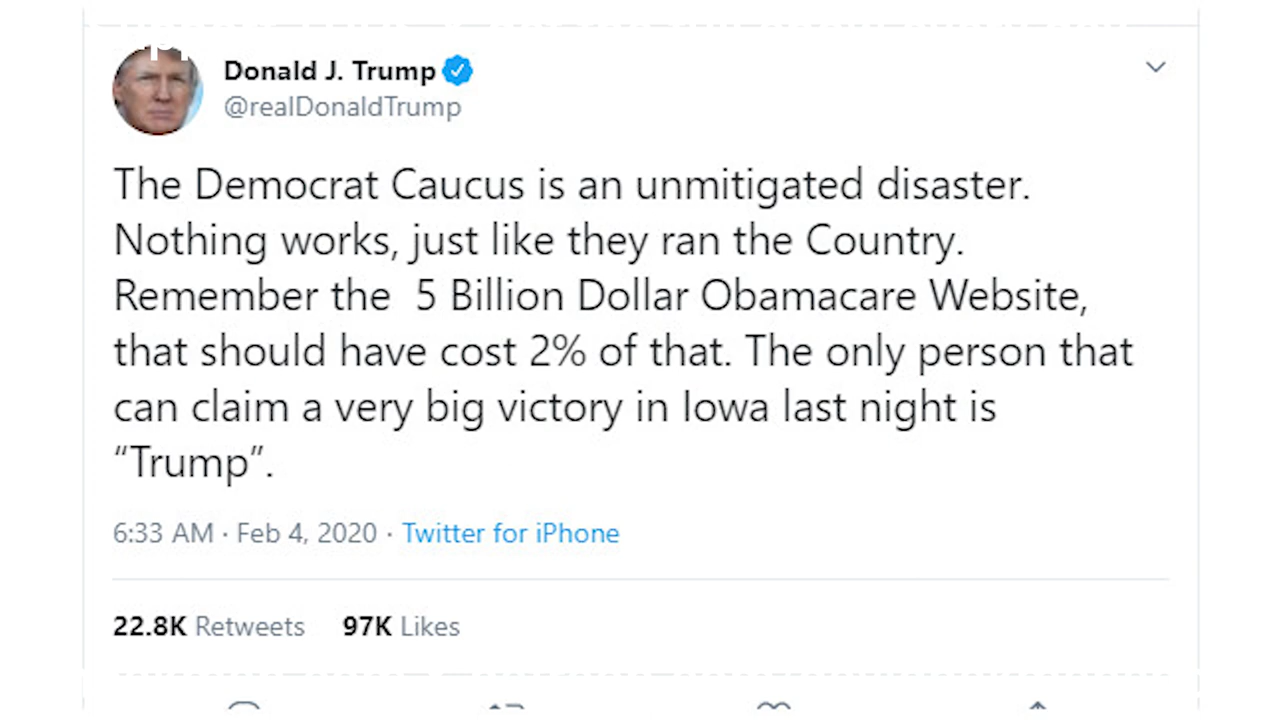 Donald J. Trump
@realDonaldTrump
The Democrat Caucus is an unmitigated disaster.
Nothing works, just like they ran the Country.
Remember the  5 Billion Dollar Obamacare Website,
that should have cost 2% of that. The only person that
can claim a very big victory in Iowa last night is
“Trump”.
6:33 AM · Feb 4, 2020 · Twitter for iPhone
22.8K Retweets 97K Likes